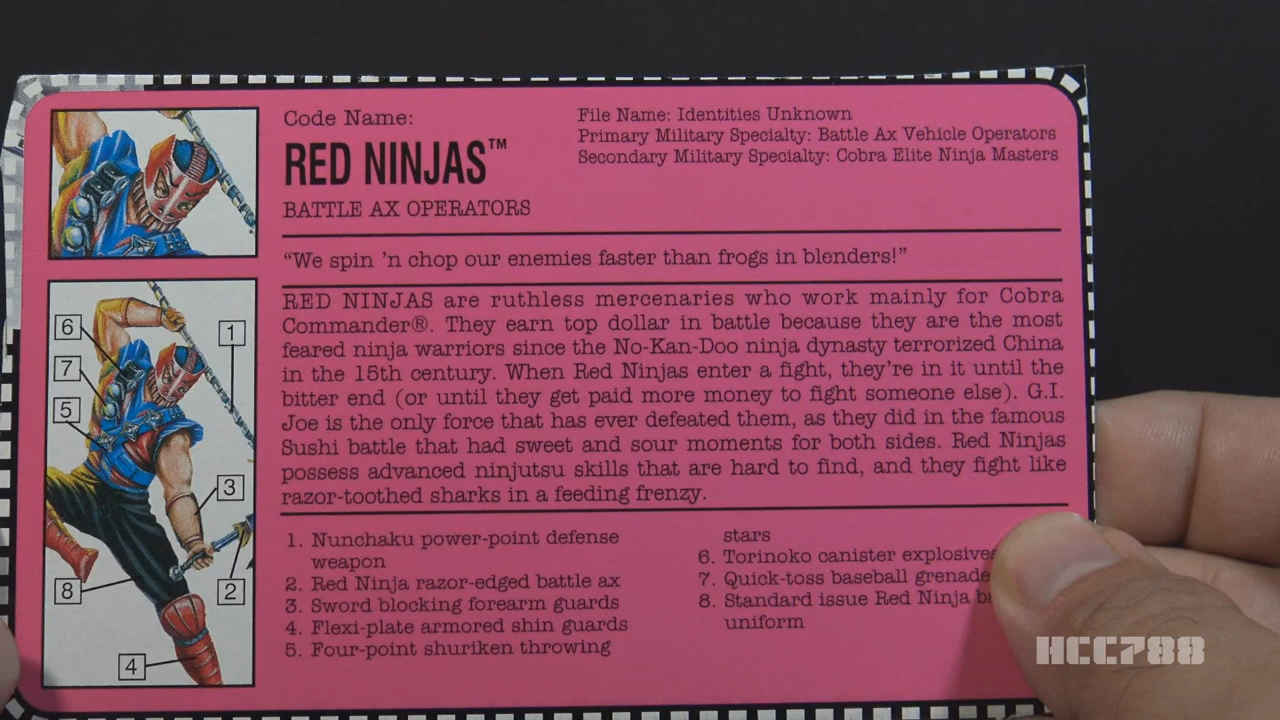 Code Name:
RED NINJAS™
BATTLE AX OPERATORS
File Name: Identities Unknown
Primary Military Specialty: Battle Ax Vehicle Operators
Secondary Military Specialty: Cobra Elite Ninja Masters
“We spin ’n chop our enemies faster than frogs in blenders!”
RED NINJAS are ruthless mercenaries who work mainly for Cobra
Commander®. They earn top dollar in battle because they are the most
feared ninja warriors since the No-Kan-Doo ninja dynasty terrorized China
in the 15th century. When Red Ninjas enter a fight, they’re in it until the
bitter end (or until they get paid more money to fight someone else). G.I.
Joe is the only force that has ever defeated them, as they did in the famous
Sushi battle that had sweet and sour moments for both sides. Red Ninjas
possess advanced ninjutsu skills that are hard to find, and they fight like
razor-toothed sharks in a feeding frenzy.
6
7
5
1
3
8
2
4
1. Nunchaku power-point defense
weapon
2. Red Ninja razor-edged battle ax
3. Sword blocking forearm guards
4. Flexi-plate armored shin guards
5. Four-point shuriken throwing
stars
6. Torinoko canister explosives
7. Quick-toss baseball grenade
8. Standard issue Red Ninja
uniform
HCC788